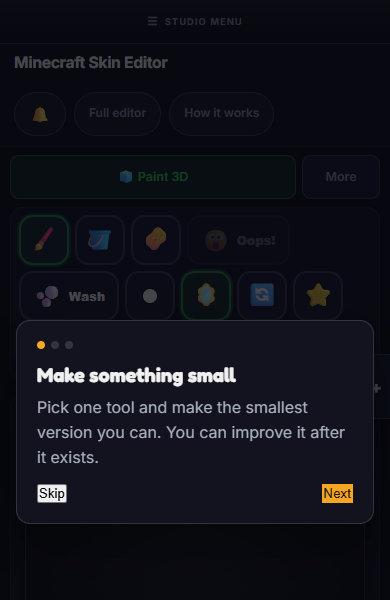 ☰ STUDIO MENU
Minecraft Skin Editor
Full editor
How it works
Paint 3D
More
Oops!
Wash
Make something small
Pick one tool and make the smallest
version you can. You can improve it after
it exists.
Skip
Next